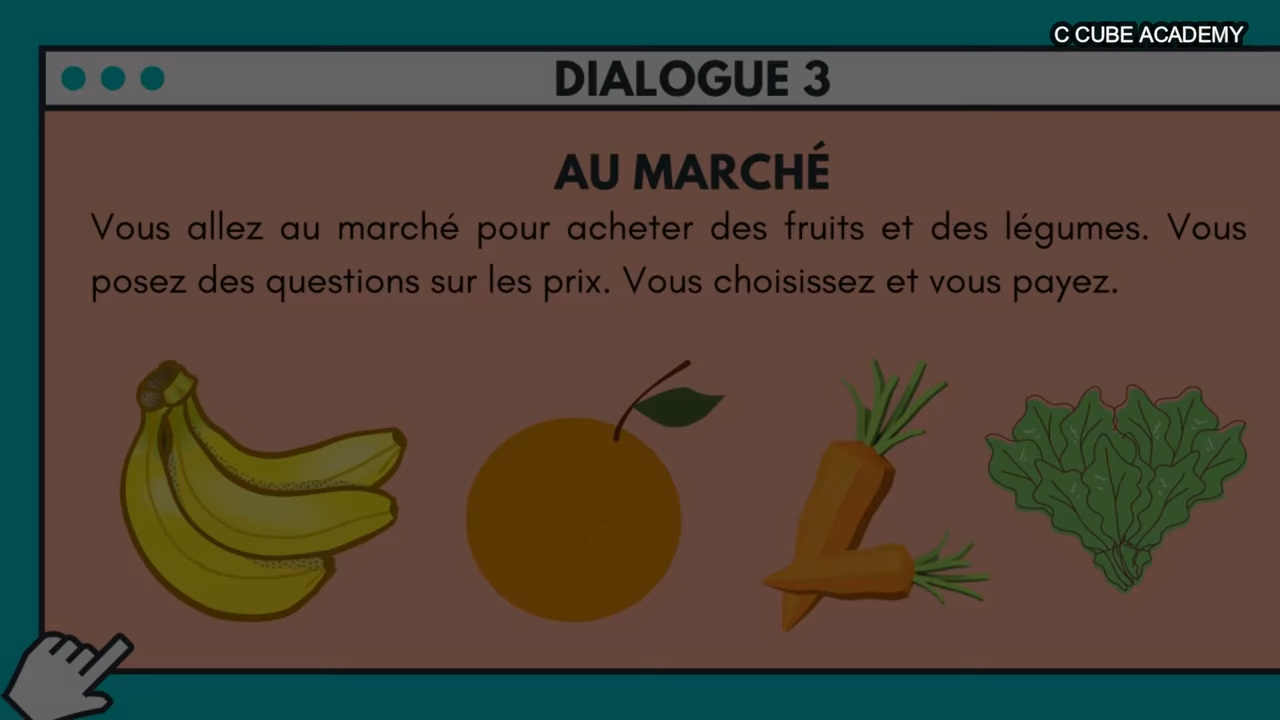 C CUBE ACADEMY
DIALOGUE 3
AU MARCHÉ
Vous allez au marché pour acheter des fruits et des légumes. Vous
posez des questions sur les prix. Vous choisissez et vous payez.